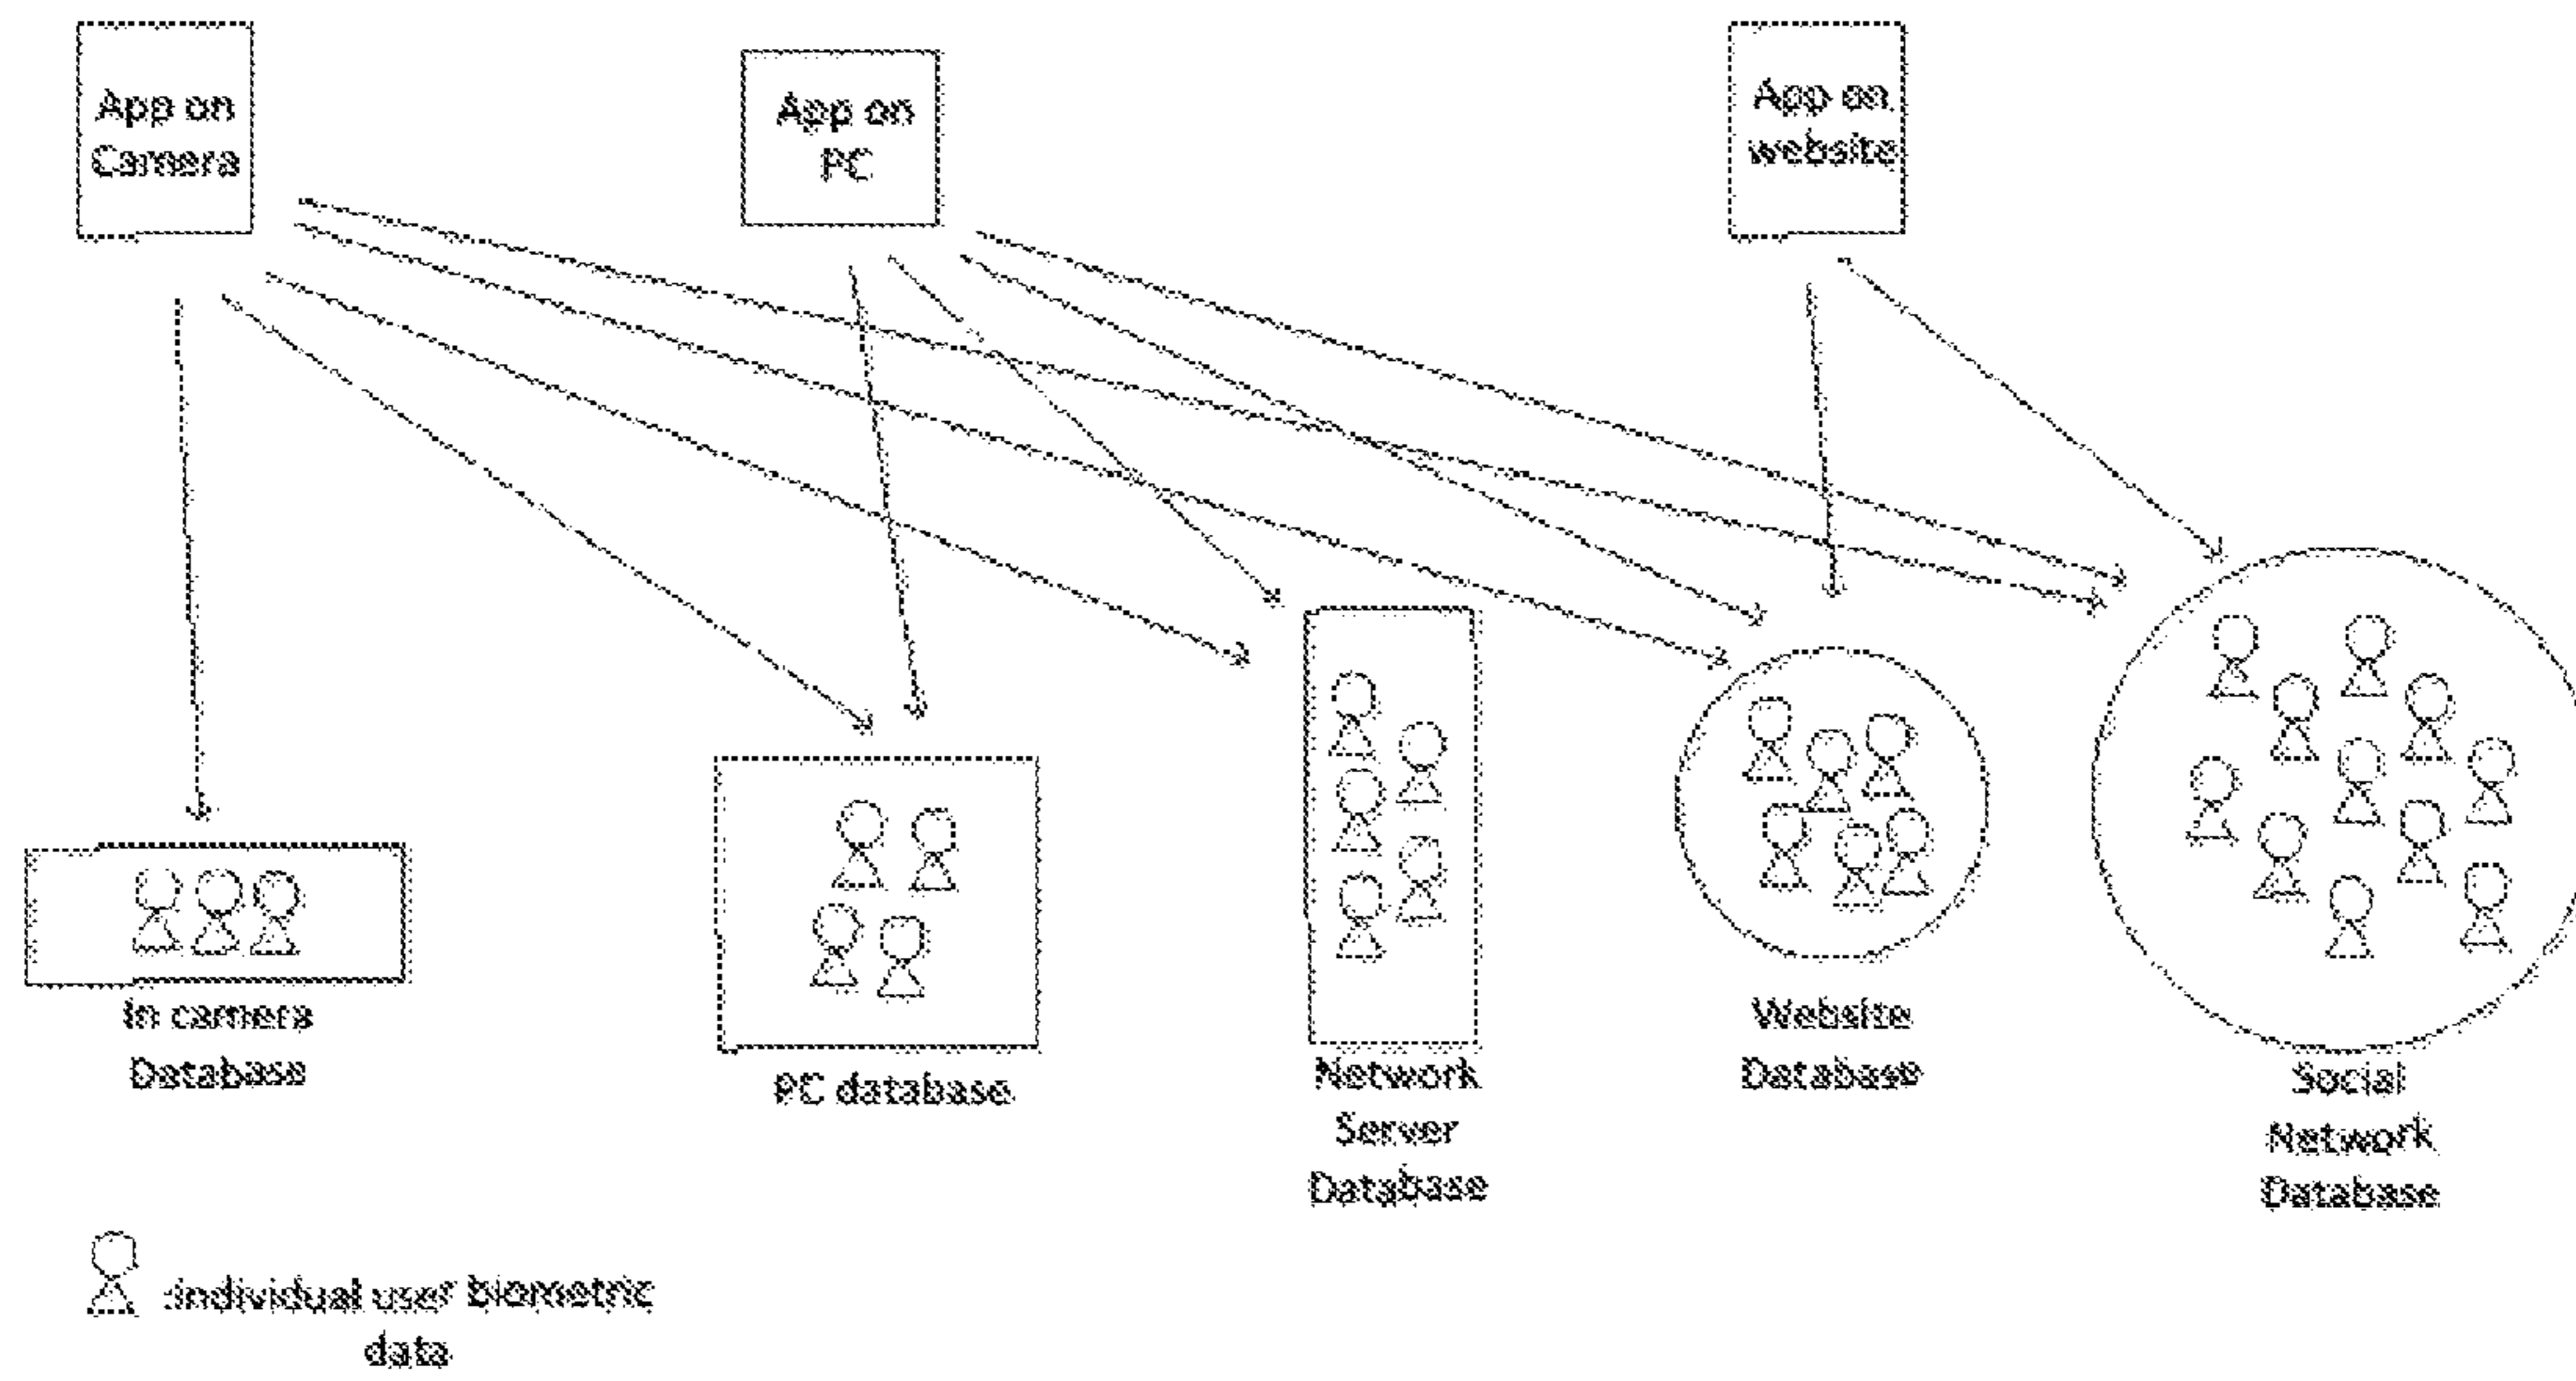 App on
Camera
App on
PC
App on
website
In camera
Database
PC database
Network
Server
Database
Website
Database
Social
Network
Database
:individual user biometric
data